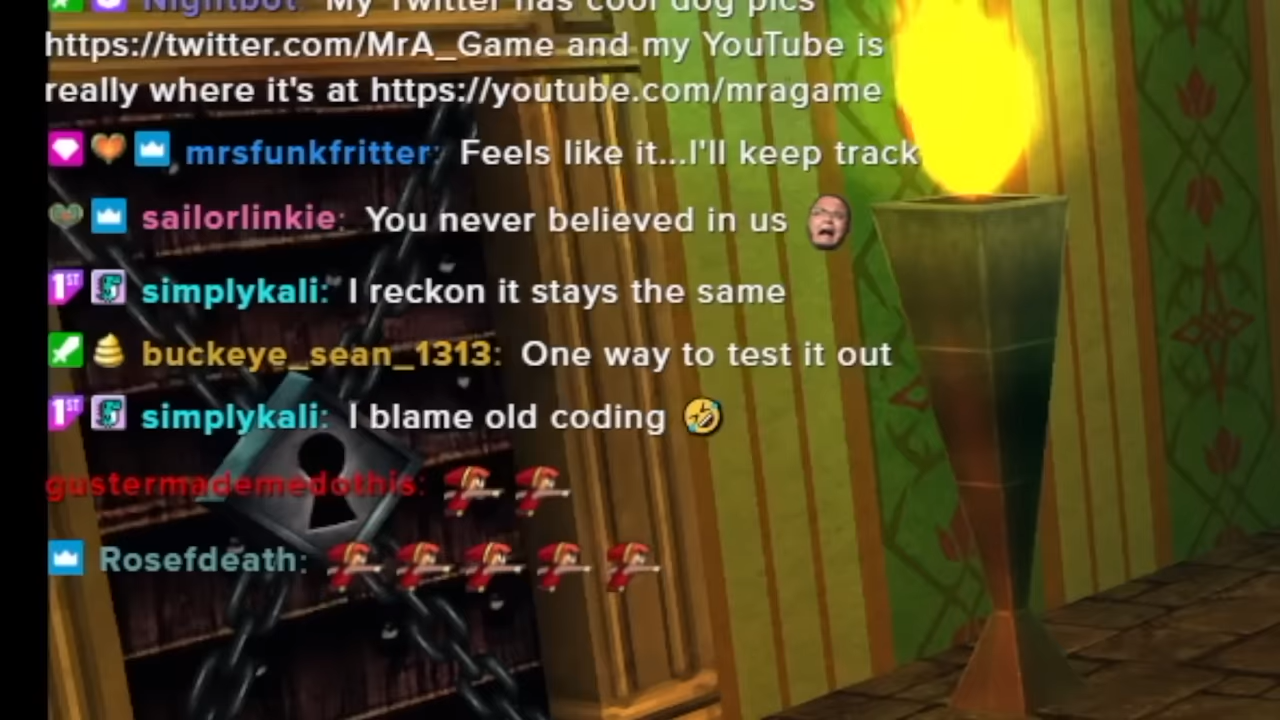 Nightbot: My Twitter has cool dog pics
https://twitter.com/MrA_Game and my YouTube is
really where it's at https://youtube.com/mragame
mrsfunkfritter: Feels like it...I'll keep track
sailorlinkie: You never believed in us
1ST simplykali: I reckon it stays the same
buckeye_sean_1313: One way to test it out
1ST simplykali: I blame old coding 🤣
gustermademedothis:
Rosefdeath: